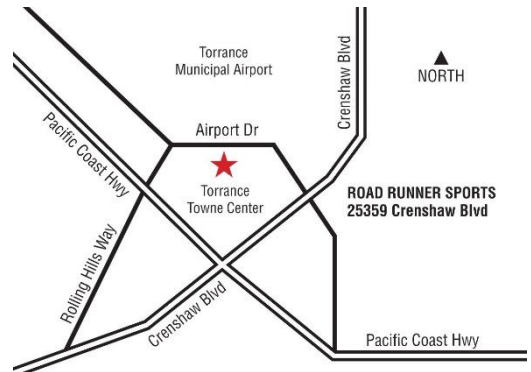 Torrance
Municipal Airport
Crenshaw Blvd
NORTH
Pacific Coast Hwy
Airport Dr
Torrance
Towne Center
ROAD RUNNER SPORTS
25359 Crenshaw Blvd
Rolling Hills Way
Crenshaw Blvd
Pacific Coast Hwy